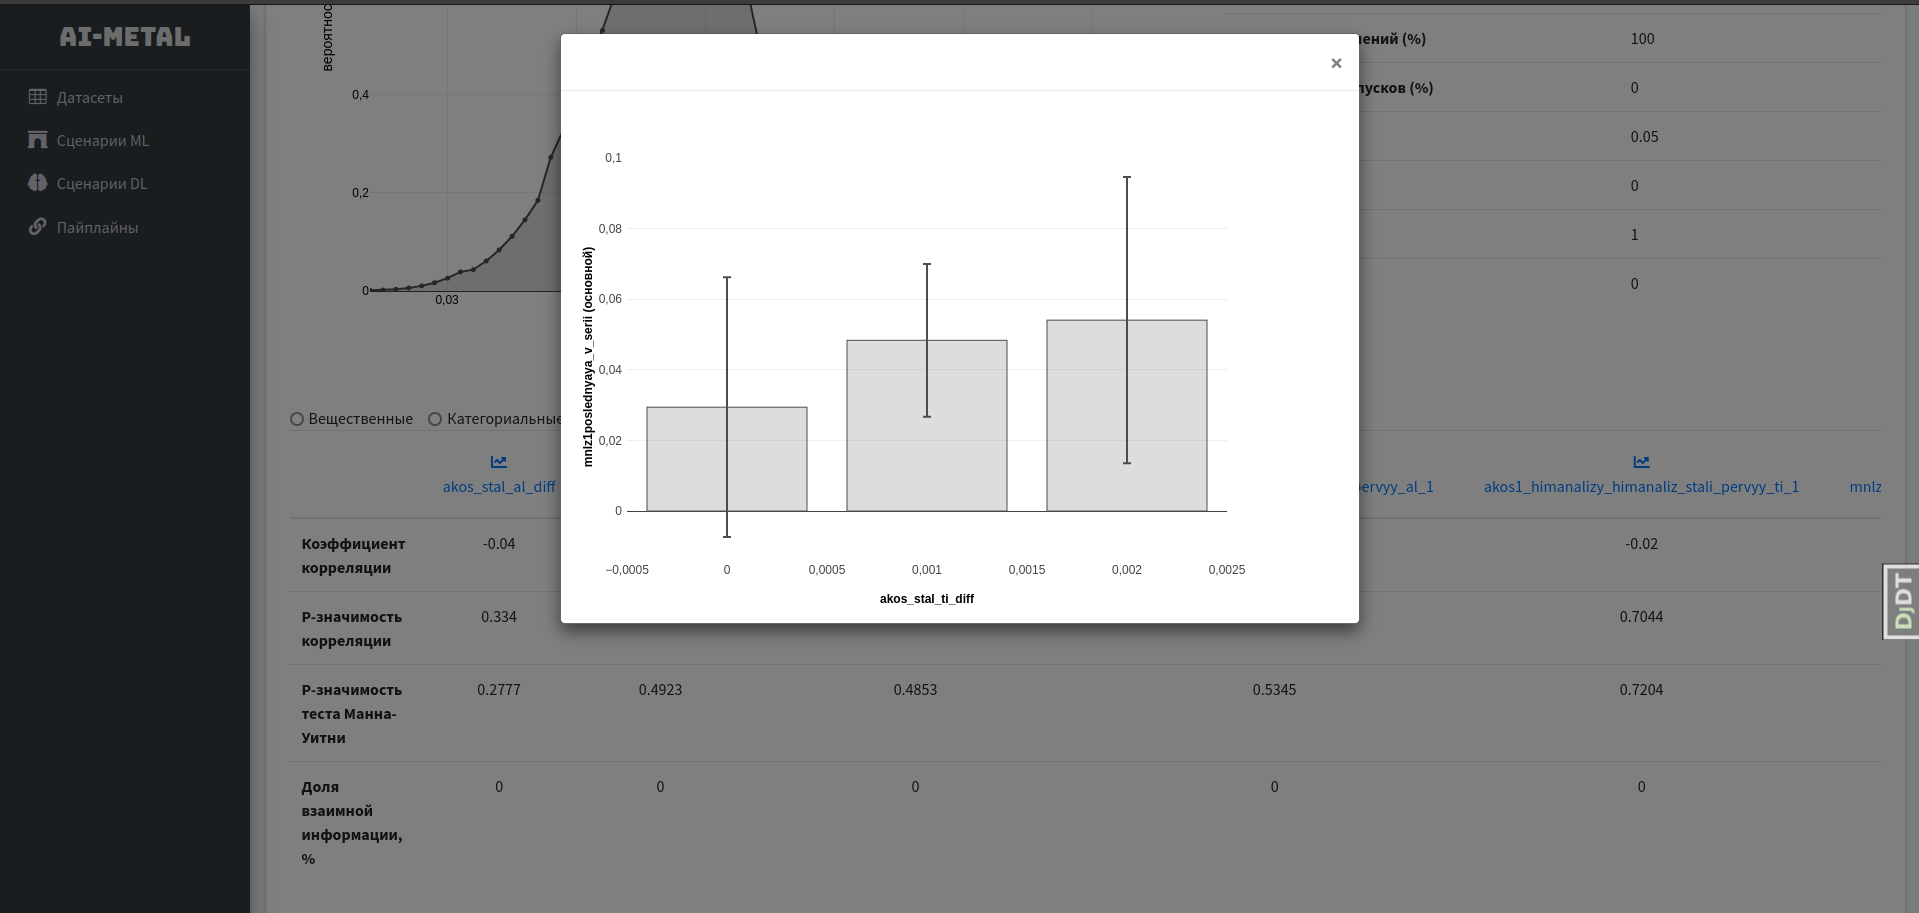 AI-METAL
Датасеты
Сценарии ML
Сценарии DL
Пайплайны
0,4
0,2
0
0,03
×
mnlz1poslednyaya_v_serii (основной)
0,1
0,08
0,06
0,04
0,02
0
−0,0005 0 0,0005 0,001 0,0015 0,002 0,0025
akos_stal_ti_diff
(%) 100
(%) 0
0.05
0
1
0
Вещественные Категориальные
akos_stal_al_diff akos1_himanalizy_himanaliz_stali_pervyy_ti_1 mnlz
Коэффициент корреляции -0.04 -0.02
P-значимость корреляции 0.334 0.7044
P-значимость теста Манна-Уитни 0.2777 0.4923 0.4853 0.5345 0.7204
Доля взаимной информации, % 0 0 0 0 0
DjDT